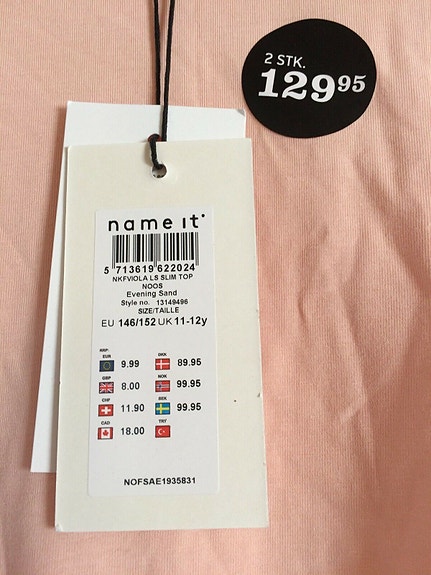 2 STK.
129 95
name it
5 713619 622024
NKFVIOLA LS SLIM TOP
NOOS
Evening Sand
Style no. 13149496
SIZE/TAILLE
EU 146/152 UK 11-12y
RRP:
EUR 9.99 DKK 89.95
GBP 8.00 NOK 99.95
CHF 11.90 SEK 99.95
CAD 18.00 TRY
NOFSAE1935831